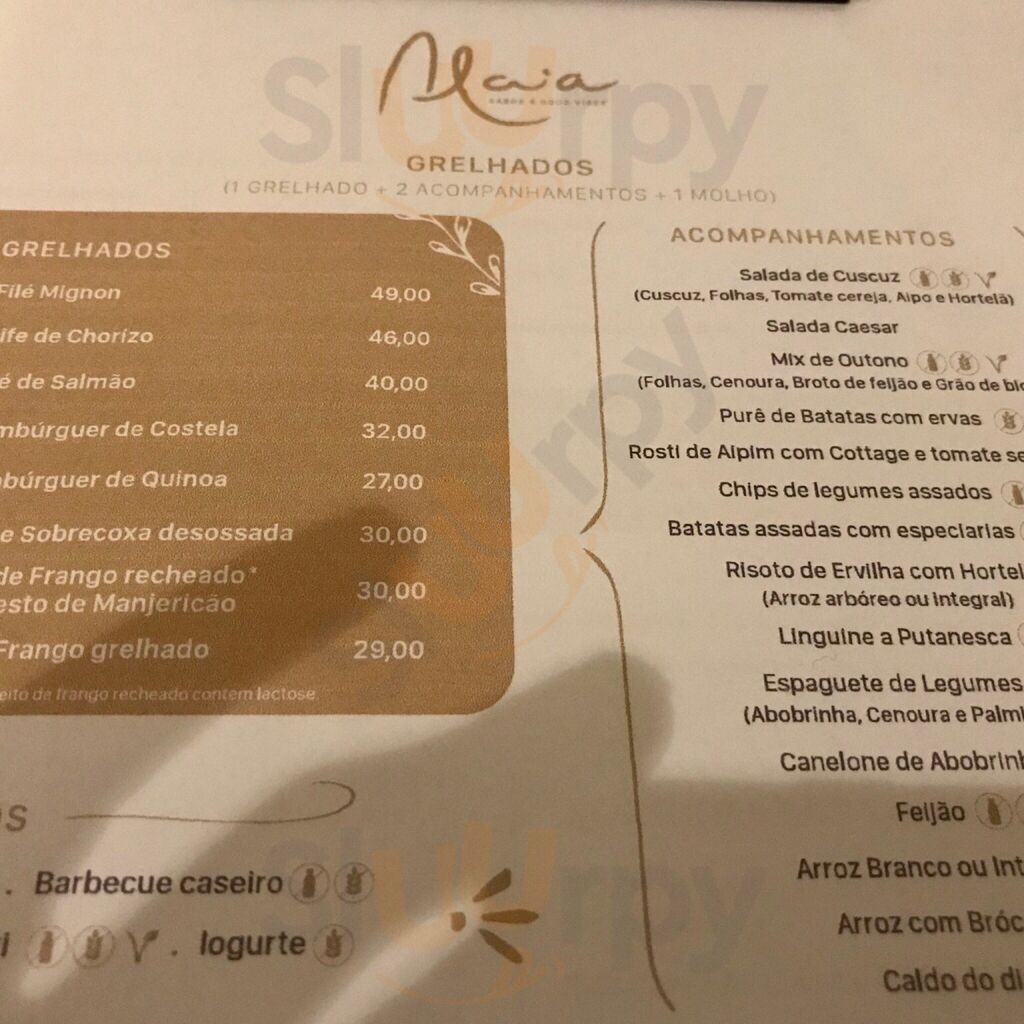 Maia
SABOR & GOOD VIBES
GRELHADOS
(1 GRELHADO + 2 ACOMPANHAMENTOS + 1 MOLHO)
GRELHADOS
Filé Mignon 49,00
ife de Chorizo 46,00
é de Salmão 40,00
mbúrguer de Costela 32,00
búrguer de Quinoa 27,00
e Sobrecoxa desossada 30,00
de Frango recheado*
esto de Manjericão 30,00
Frango grelhado 29,00
eito de frango recheado contem lactose
ACOMPANHAMENTOS
Salada de Cuscuz
(Cuscuz, Folhas, Tomate cereja, Aipo e Hortelã)
Salada Caesar
Mix de Outono
(Folhas, Cenoura, Broto de feijão e Grão de bic
Purê de Batatas com ervas
Rosti de Aipim com Cottage e tomate se
Chips de legumes assados
Batatas assadas com especiarias
Risoto de Ervilha com Hortel
(Arroz arbóreo ou integral)
Linguine a Putanesca
Espaguete de Legumes
(Abobrinha, Cenoura e Palmi
Canelone de Abobrinh
Feijão
Arroz Branco ou Int
Arroz com Bróc
Caldo do di
OS
. Barbecue caseiro
i . Iogurte
Slurrpy
Slurrpy
Slurrpy